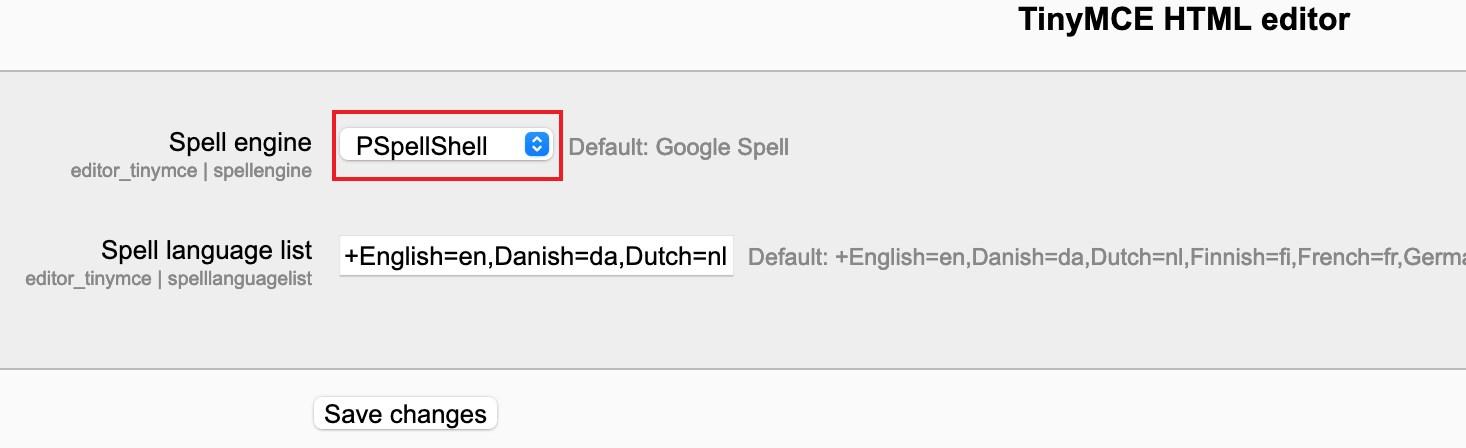 TinyMCE HTML editor
Spell engine PSpellShell Default: Google Spell
editor_tinymce | spellengine
Spell language list +English=en,Danish=da,Dutch=nl Default: +English=en,Danish=da,Dutch=nl,Finnish=fi,French=fr,Germa
editor_tinymce | spelllanguagelist
Save changes